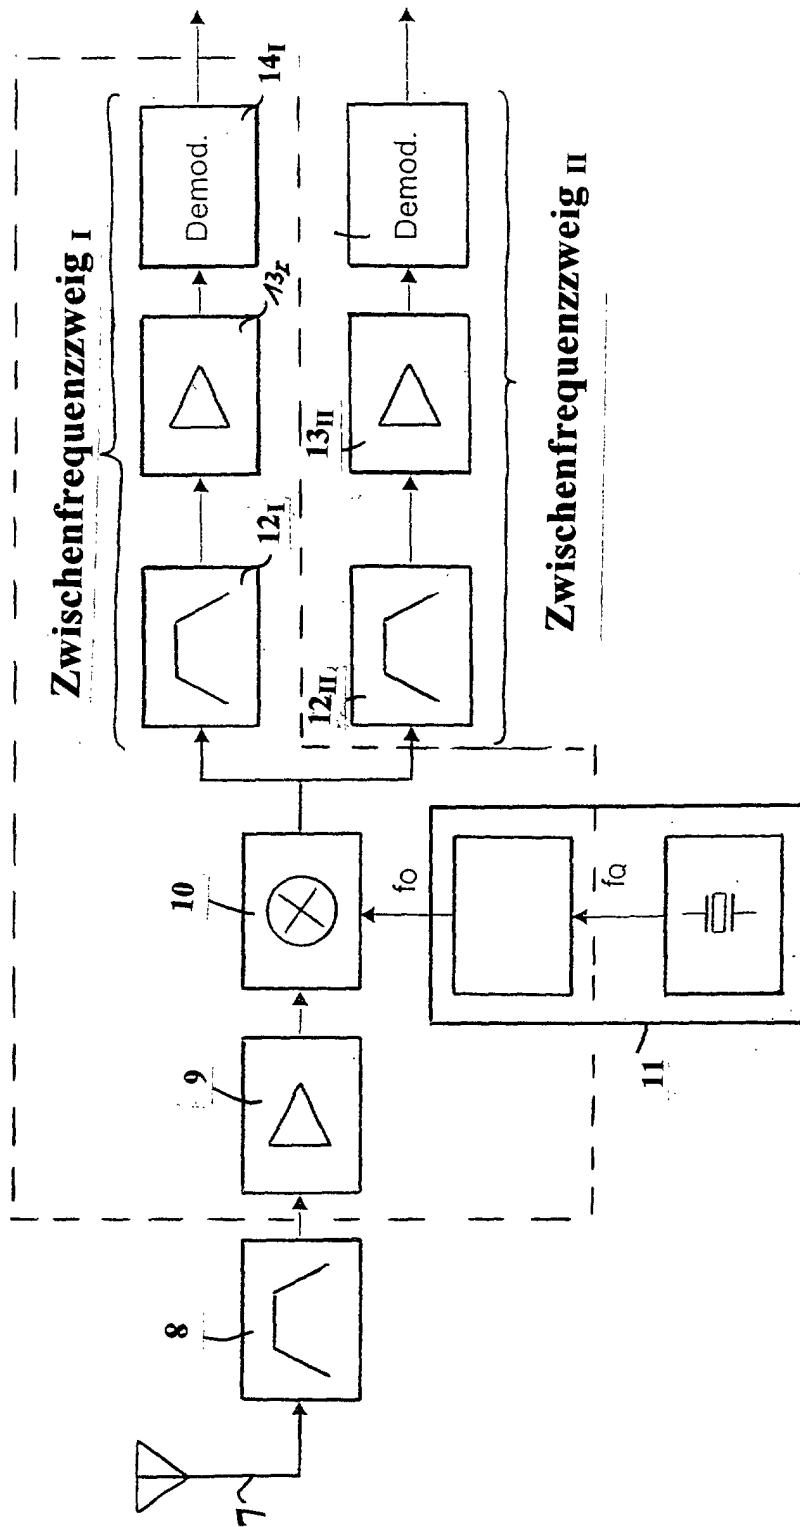 Zwischenfrequenzzweig I
12I
13I
14I
Demod.
12II
13II
Demod.
Zwischenfrequenzzweig II
7
8
9
10
fo
fQ
11